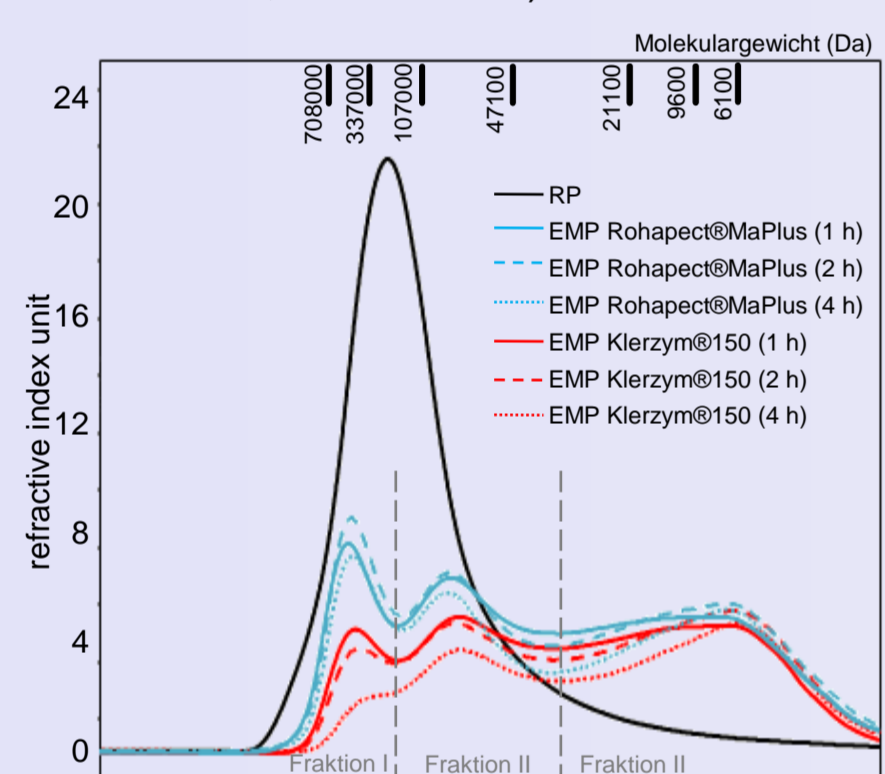 Molekulargewicht (Da)
708000
337000
107000
47100
21100
9600
6100
24
20
16
12
8
4
0
refractive index unit
RP
EMP Rohapect®MaPlus (1 h)
EMP Rohapect®MaPlus (2 h)
EMP Rohapect®MaPlus (4 h)
EMP Klerzym®150 (1 h)
EMP Klerzym®150 (2 h)
EMP Klerzym®150 (4 h)
Fraktion I
Fraktion II
Fraktion II